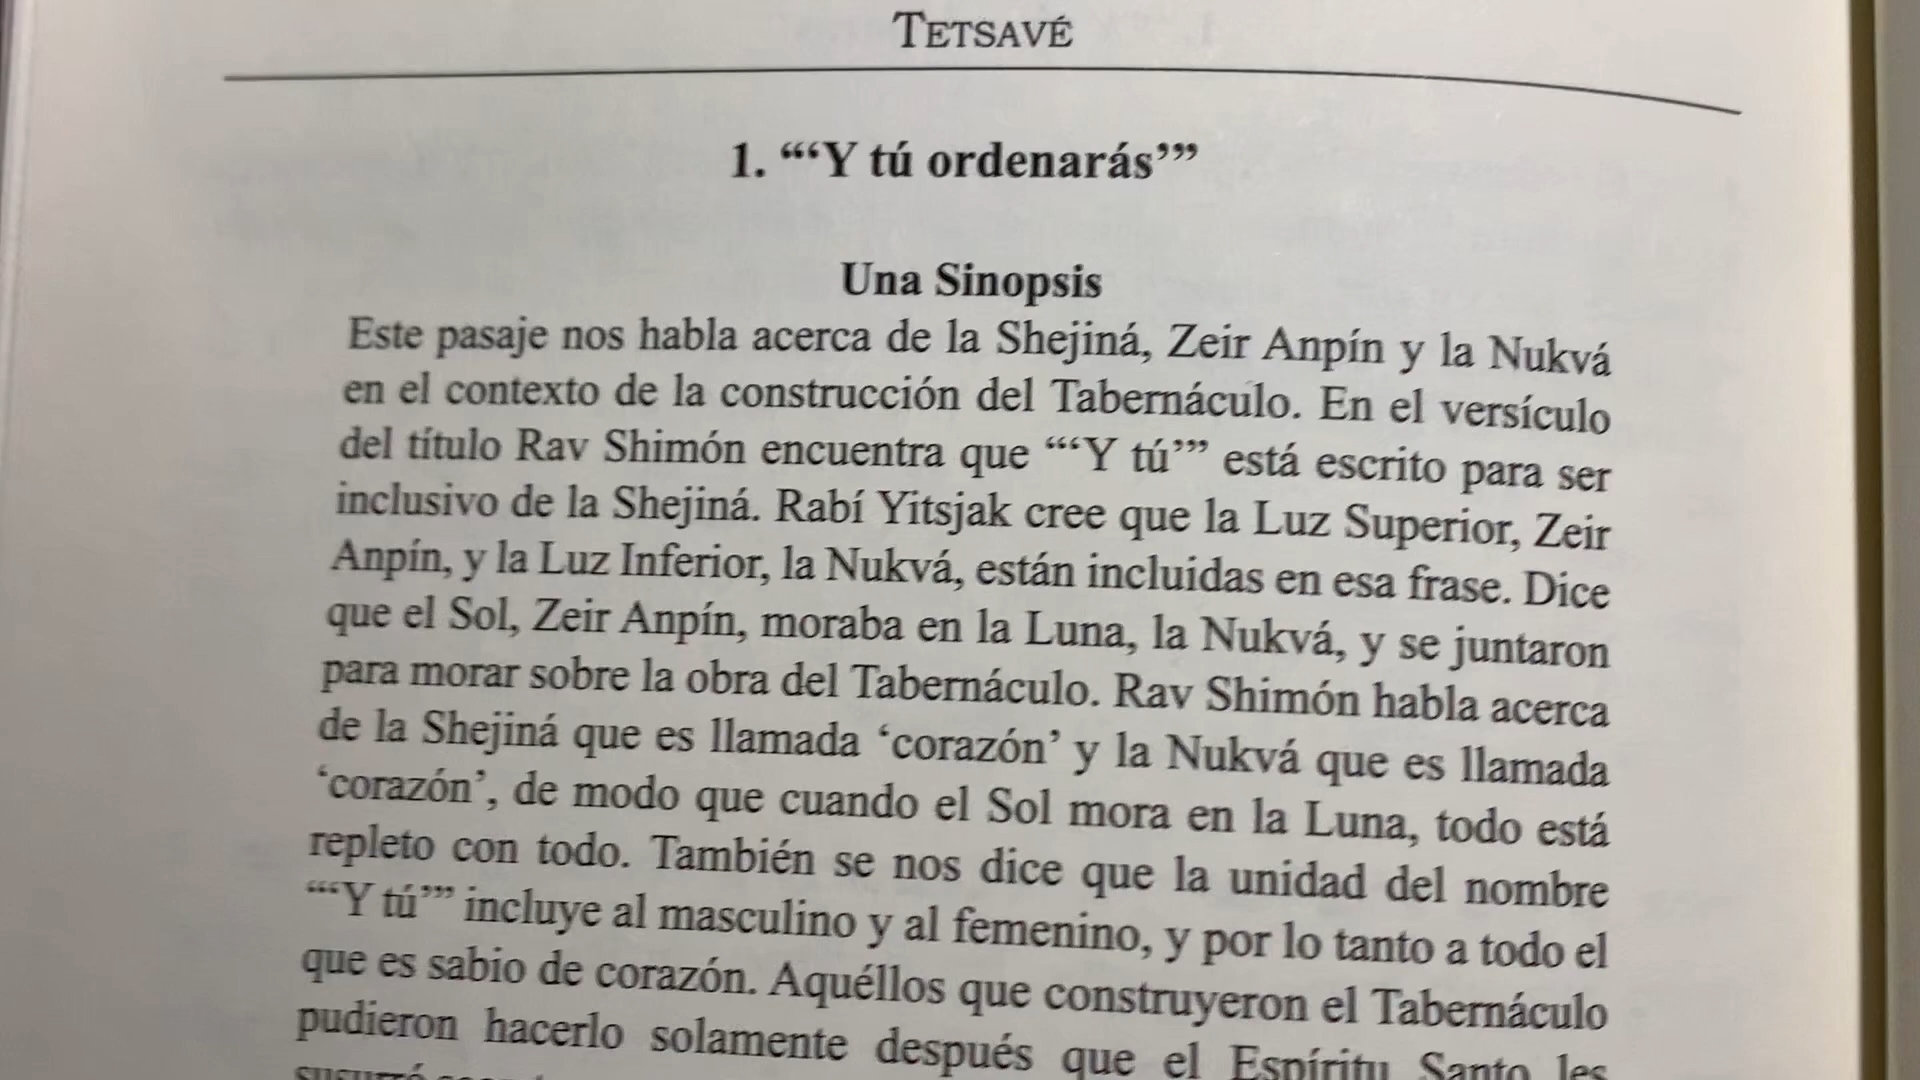 TETSAVÉ
1. “‘Y tú ordenarás’”
Una Sinopsis
Este pasaje nos habla acerca de la Shejiná, Zeir Anpín y la Nukvá
en el contexto de la construcción del Tabernáculo. En el versículo
del título Rav Shimón encuentra que “‘Y tú’” está escrito para ser
inclusivo de la Shejiná. Rabí Yitsjak cree que la Luz Superior, Zeir
Anpín, y la Luz Inferior, la Nukvá, están incluidas en esa frase. Dice
que el Sol, Zeir Anpín, moraba en la Luna, la Nukvá, y se juntaron
para morar sobre la obra del Tabernáculo. Rav Shimón habla acerca
de la Shejiná que es llamada ‘corazón’ y la Nukvá que es llamada
‘corazón’, de modo que cuando el Sol mora en la Luna, todo está
repleto con todo. También se nos dice que la unidad del nombre
“‘Y tú’” incluye al masculino y al femenino, y por lo tanto a todo el
que es sabio de corazón. Aquéllos que construyeron el Tabernáculo
pudieron hacerlo solamente después que el Espíritu Santo les